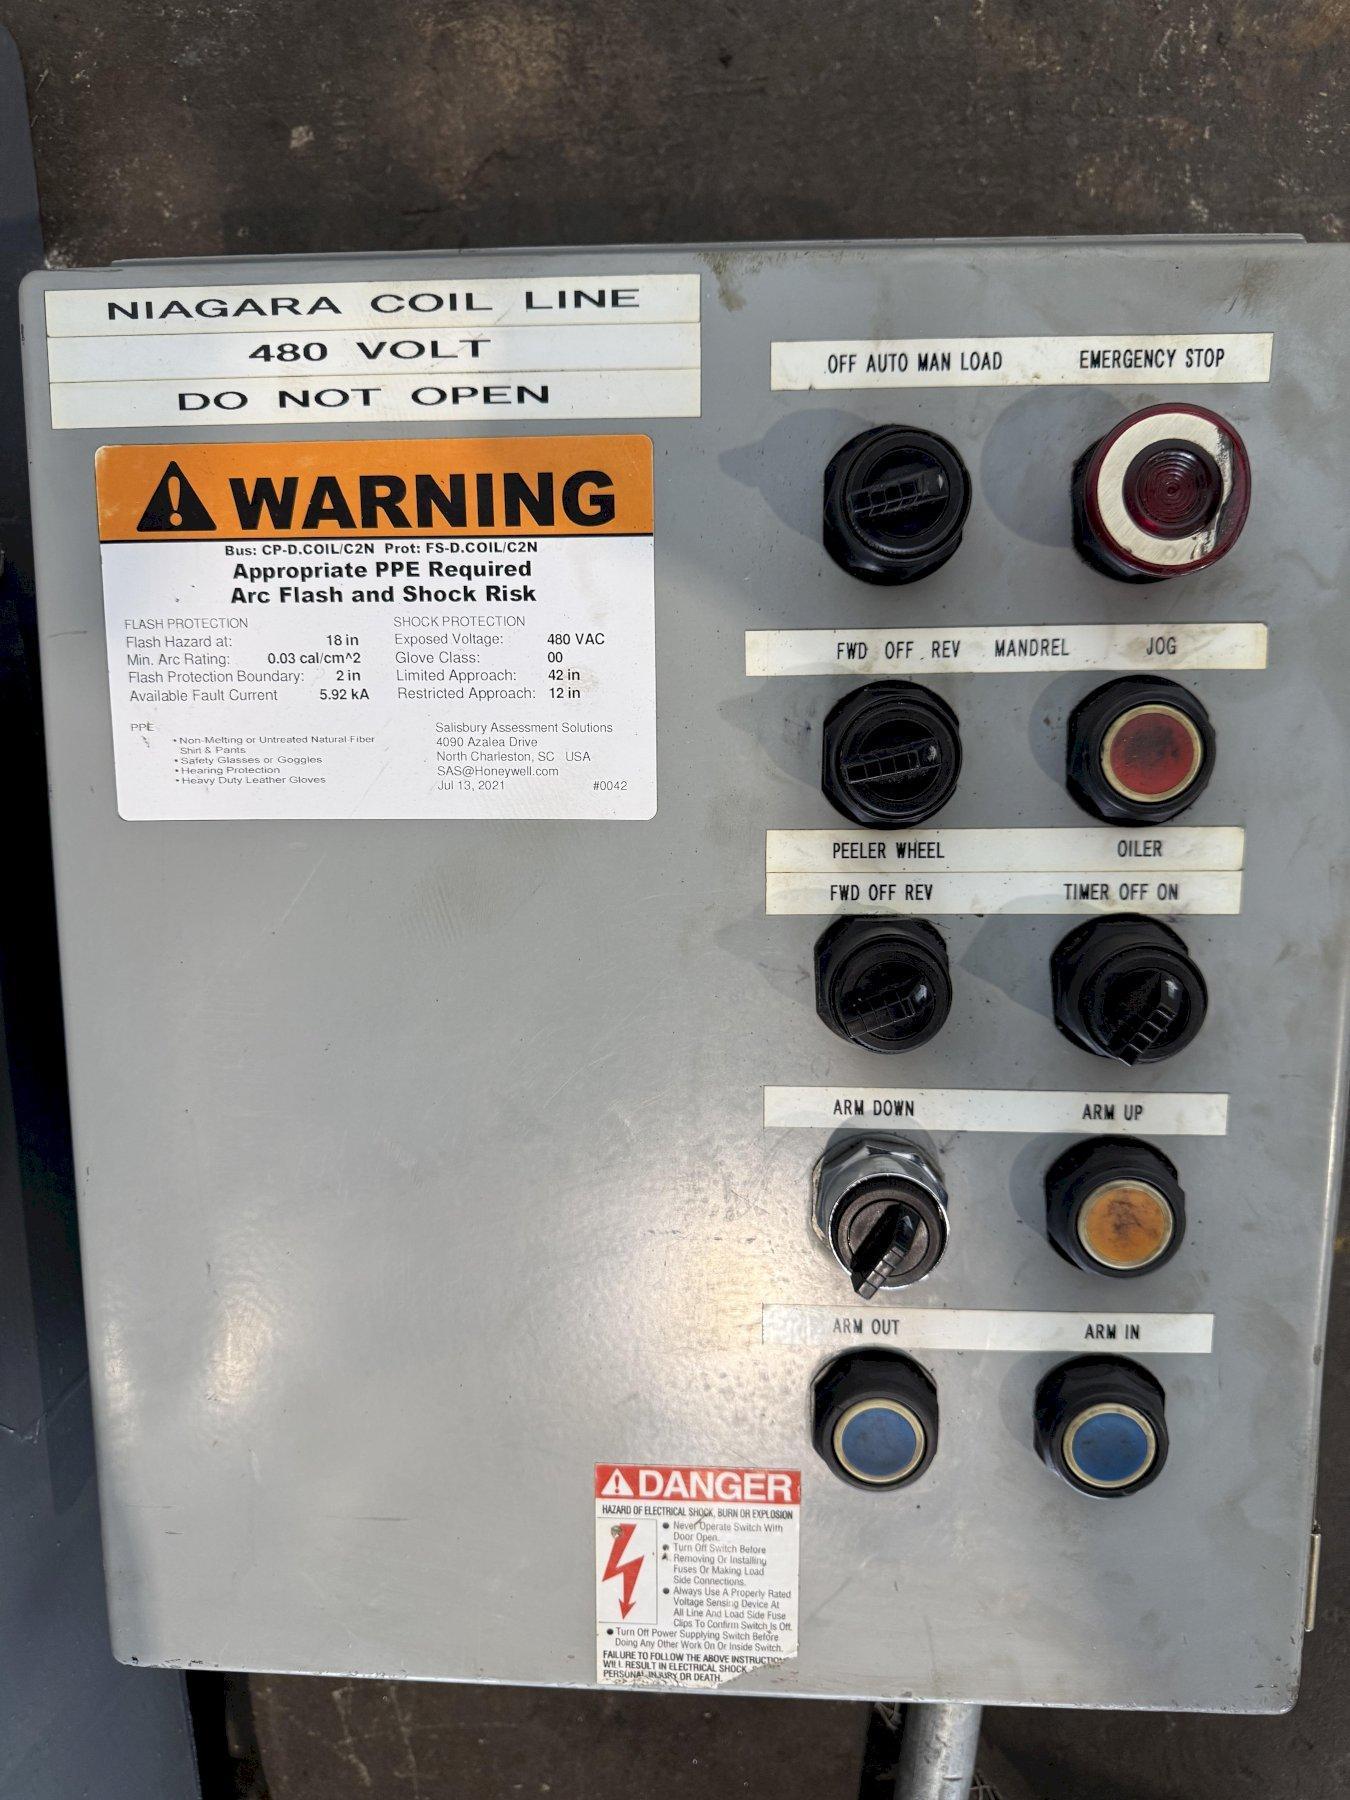 NIAGARA COIL LINE
480 VOLT
DO NOT OPEN
WARNING
Bus: CP-D.COIL/C2N Prot: FS-D.COIL/C2N
Appropriate PPE Required
Arc Flash and Shock Risk
FLASH PROTECTION
Flash Hazard at: 18 in
Min. Arc Rating: 0.03 cal/cm^2
Flash Protection Boundary: 2 in
Available Fault Current 5.92 kA
SHOCK PROTECTION
Exposed Voltage: 480 VAC
Glove Class: 00
Limited Approach: 42 in
Restricted Approach: 12 in
PPE
• Non-Melting or Untreated Natural Fiber
Shirt & Pants
• Safety Glasses or Goggles
• Hearing Protection
• Heavy Duty Leather Gloves
Salisbury Assessment Solutions
4090 Azalea Drive
North Charleston, SC USA
SAS@Honeywell.com
Jul 13, 2021 #0042
OFF AUTO MAN LOAD EMERGENCY STOP
FWD OFF REV MANDREL JOG
PEELER WHEEL OILER
FWD OFF REV TIMER OFF ON
ARM DOWN ARM UP
ARM OUT ARM IN
DANGER
HAZARD OF ELECTRICAL SHOCK, BURN OR EXPLOSION
• Never Operate Switch With
Door Open.
• Turn Off Switch Before
Removing Or Installing
Fuses Or Making Load
Side Connections.
• Always Use A Properly Rated
Voltage Sensing Device At
All Line And Load Side Fuse
Clips To Confirm Switch Is Off.
• Turn Off Power Supplying Switch Before
Doing Any Other Work On Or Inside Switch.
FAILURE TO FOLLOW THE ABOVE
WILL RESULT IN ELECTRICAL SHOCK,
PERSONAL INJURY OR DEATH.